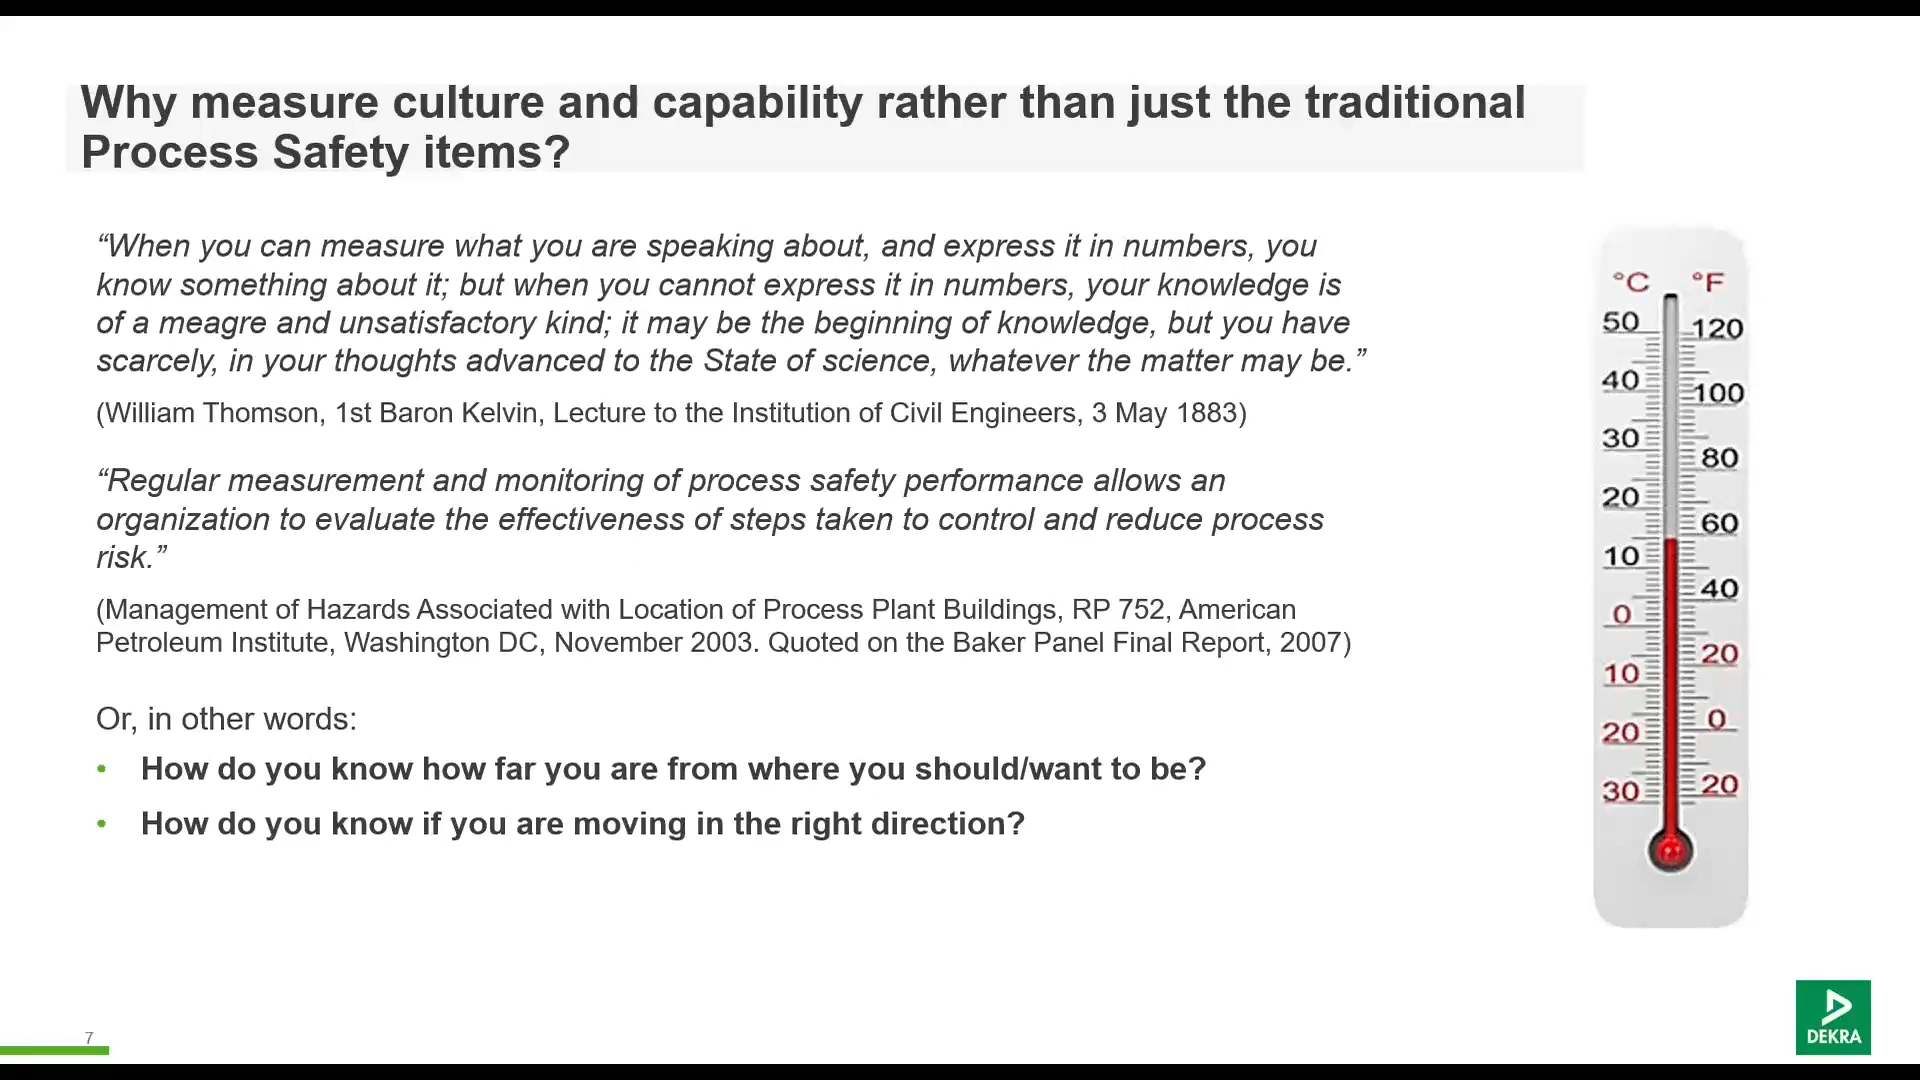 Why measure culture and capability rather than just the traditional
Process Safety items?
“When you can measure what you are speaking about, and express it in numbers, you
know something about it; but when you cannot express it in numbers, your knowledge is
of a meagre and unsatisfactory kind; it may be the beginning of knowledge, but you have
scarcely, in your thoughts advanced to the State of science, whatever the matter may be.”
(William Thomson, 1st Baron Kelvin, Lecture to the Institution of Civil Engineers, 3 May 1883)
“Regular measurement and monitoring of process safety performance allows an
organization to evaluate the effectiveness of steps taken to control and reduce process
risk.”
(Management of Hazards Associated with Location of Process Plant Buildings, RP 752, American
Petroleum Institute, Washington DC, November 2003. Quoted on the Baker Panel Final Report, 2007)
Or, in other words:
• How do you know how far you are from where you should/want to be?
• How do you know if you are moving in the right direction?
°C °F
50 120
40 100
30 80
20 60
10 40
0 20
10 0
20 20
30
7
DEKRA